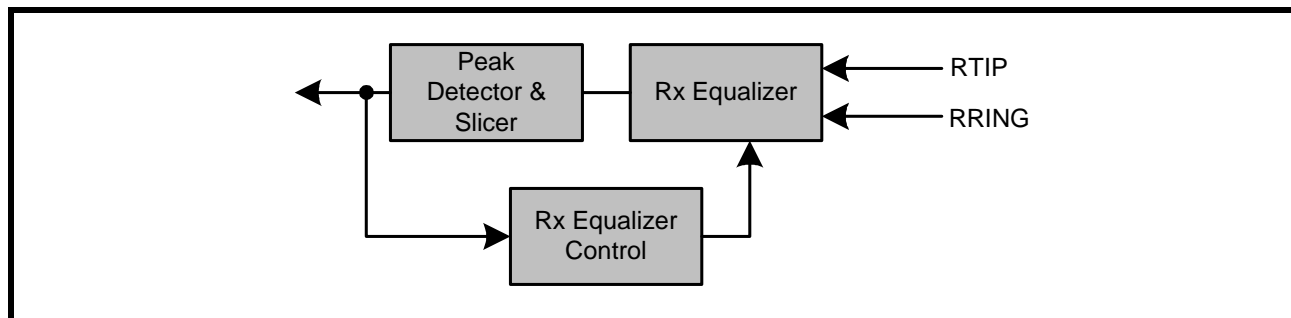 Peak
Detector &
Slicer
Rx Equalizer
RTIP
RRING
Rx Equalizer
Control